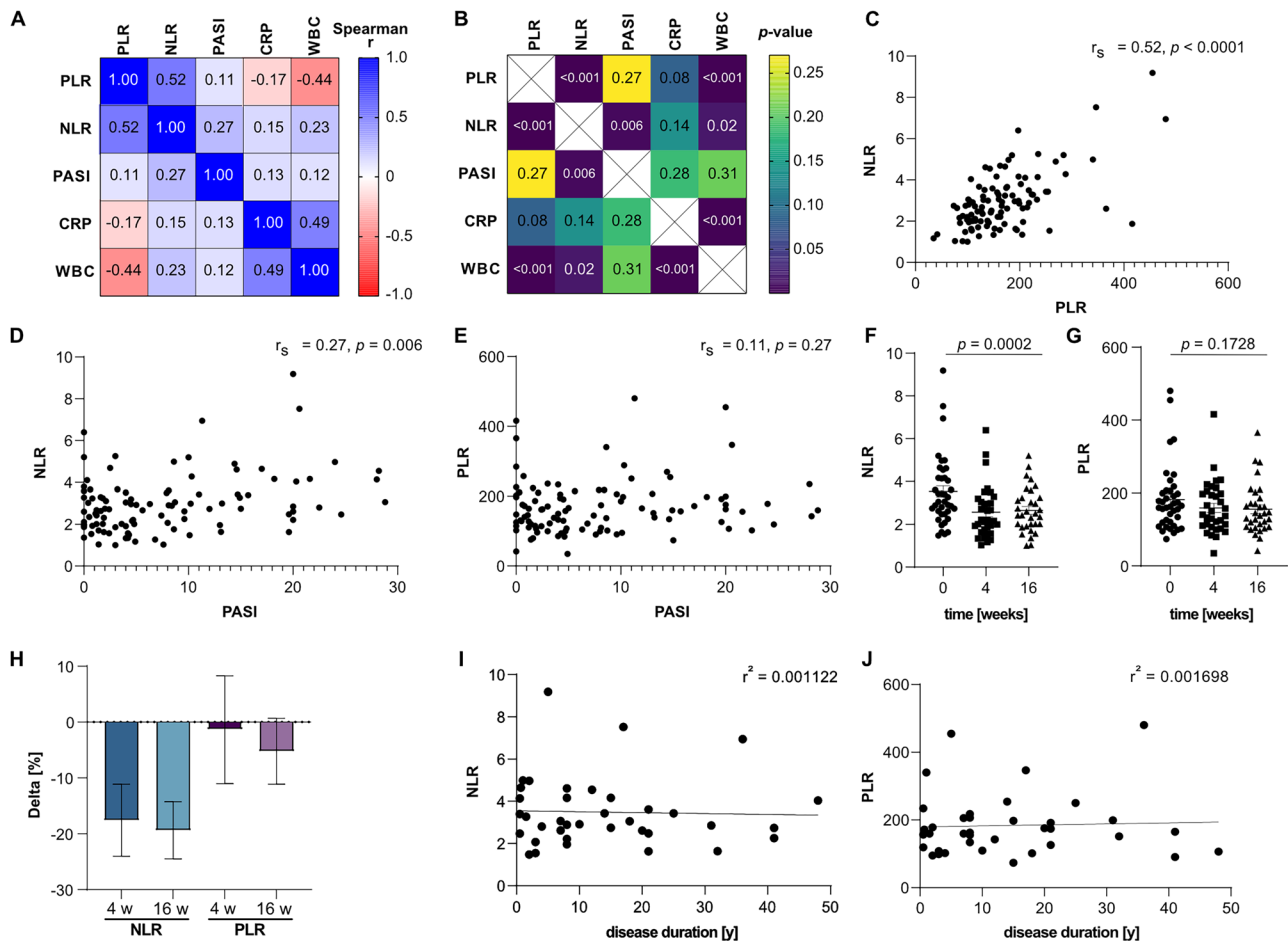 A
PLR NLR PASI CRP WBC
Spearman
r
PLR 1.00 0.52 0.11 -0.17 -0.44
NLR 0.52 1.00 0.27 0.15 0.23
PASI 0.11 0.27 1.00 0.13 0.12
CRP -0.17 0.15 0.13 1.00 0.49
WBC -0.44 0.23 0.12 0.49 1.00
1.0
0.5
0
-0.5
-1.0
B
PLR NLR PASI CRP WBC
p-value
PLR <0.001 0.27 0.08 <0.001
NLR <0.001 0.006 0.14 0.02
PASI 0.27 0.006 0.28 0.31
CRP 0.08 0.14 0.28 <0.001
WBC <0.001 0.02 0.31 <0.001
0.25
0.20
0.15
0.10
0.05
C
rs = 0.52, p < 0.0001
NLR
10
8
6
4
2
0
0 200 400 600
PLR
D
rs = 0.27, p = 0.006
NLR
10
8
6
4
2
0
0 10 20 30
PASI
E
rs = 0.11, p = 0.27
PLR
600
400
200
0
0 10 20 30
PASI
F
p = 0.0002
NLR
10
8
6
4
2
0
0 4 16
time [weeks]
G
p = 0.1728
PLR
600
400
200
0
0 4 16
time [weeks]
H
Delta [%]
10
0
-10
-20
-30
4 w 16 w 4 w 16 w
NLR PLR
I
r² = 0.001122
NLR
10
8
6
4
2
0
0 10 20 30 40 50
disease duration [y]
J
r² = 0.001698
PLR
600
400
200
0
0 10 20 30 40 50
disease duration [y]